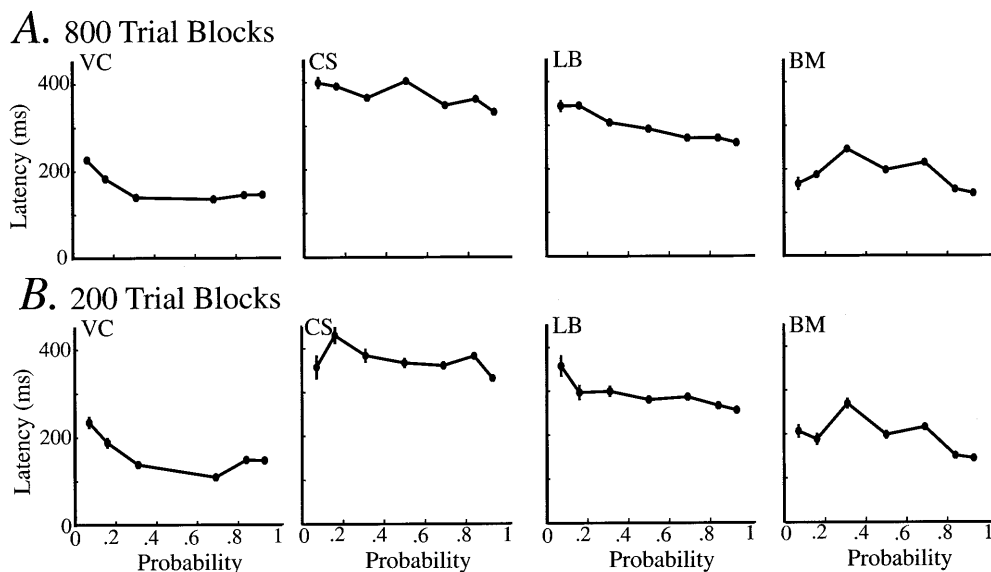 A. 800 Trial Blocks
VC CS LB BM
400
200
0
Latency (ms)
B. 200 Trial Blocks
VC CS LB BM
400
200
0
Latency (ms)
0 .2 .4 .6 .8 1 0 .2 .4 .6 .8 1 0 .2 .4 .6 .8 1 0 .2 .4 .6 .8 1
Probability Probability Probability Probability